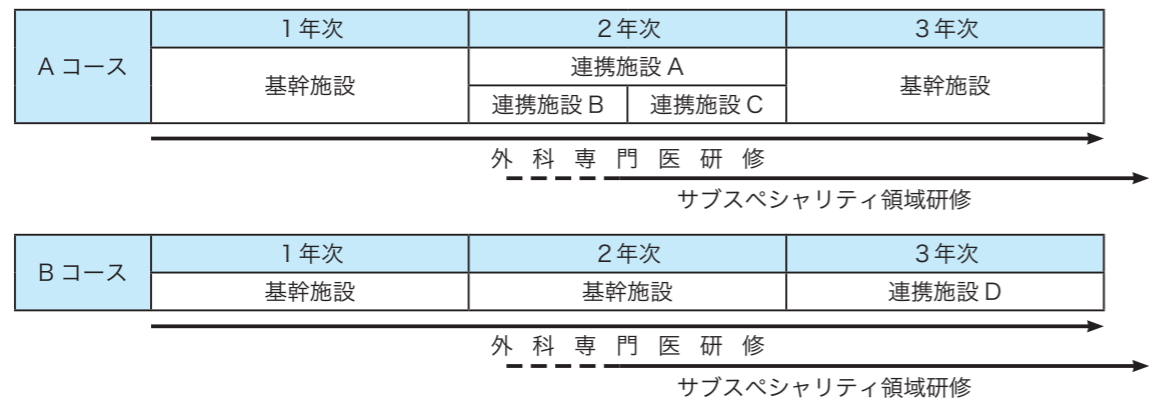 Aコース
1年次 2年次 3年次
基幹施設 連携施設A 基幹施設
連携施設B 連携施設C
外科専門医研修
サブスペシャリティ領域研修
Bコース
1年次 2年次 3年次
基幹施設 基幹施設 連携施設D
外科専門医研修
サブスペシャリティ領域研修